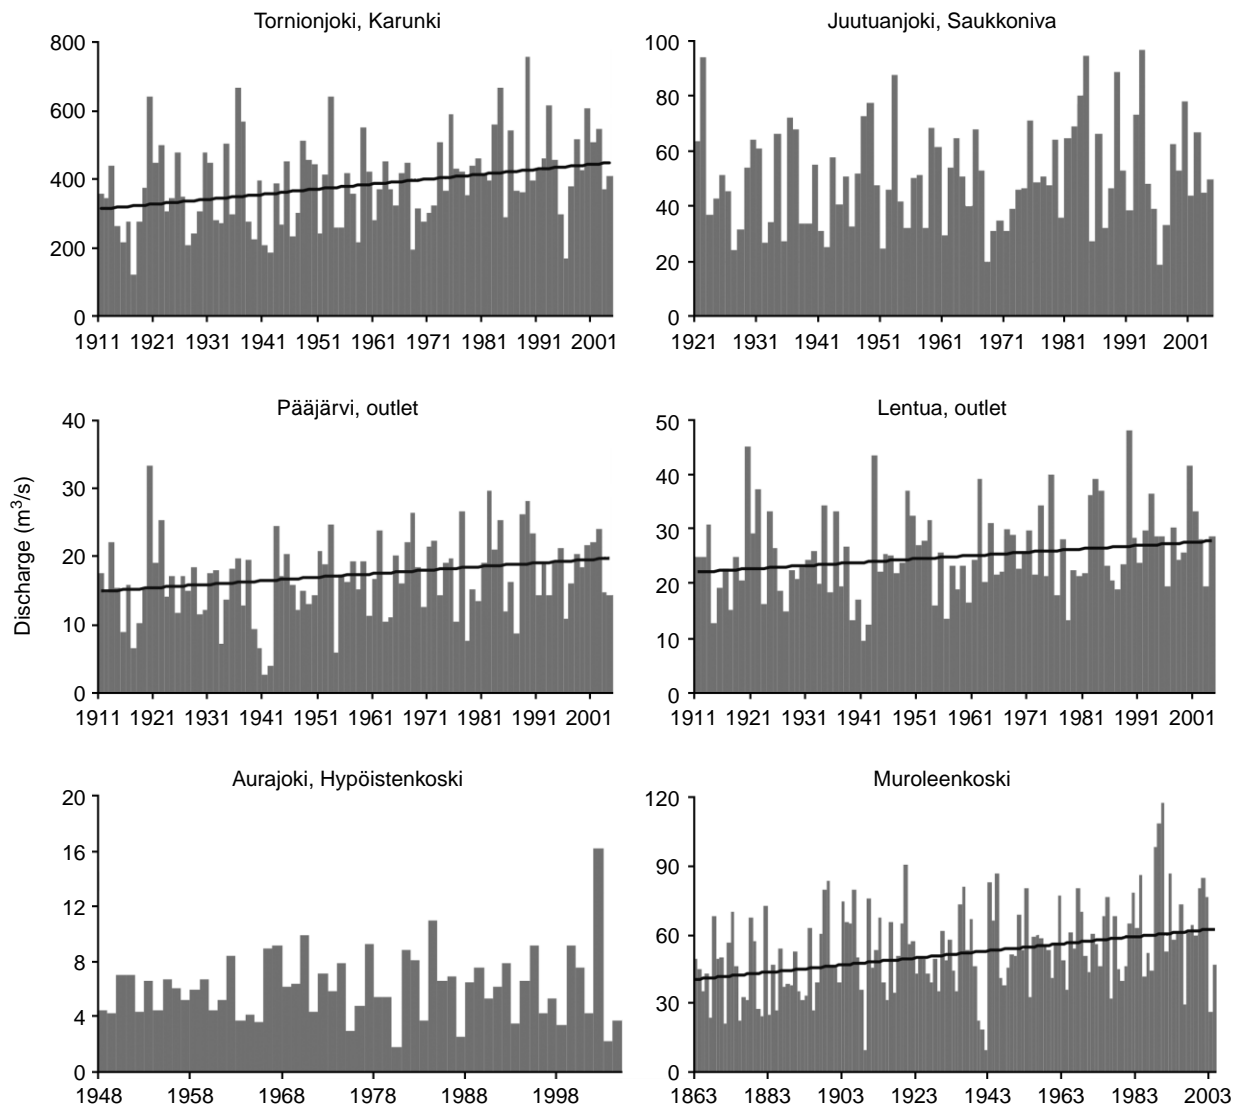 Tornionjoki, Karunki
800
600
400
200
0
1911 1921 1931 1941 1951 1961 1971 1981 1991 2001
Juutuanjoki, Saukkoniva
100
80
60
40
20
0
1921 1931 1941 1951 1961 1971 1981 1991 2001
Discharge (m³/s)
Pääjärvi, outlet
40
30
20
10
0
1911 1921 1931 1941 1951 1961 1971 1981 1991 2001
Lentua, outlet
50
40
30
20
10
0
1911 1921 1931 1941 1951 1961 1971 1981 1991 2001
Aurajoki, Hypöistenkoski
20
16
12
8
4
0
1948 1958 1968 1978 1988 1998
Muroleenkoski
120
90
60
30
0
1863 1883 1903 1923 1943 1963 1983 2003